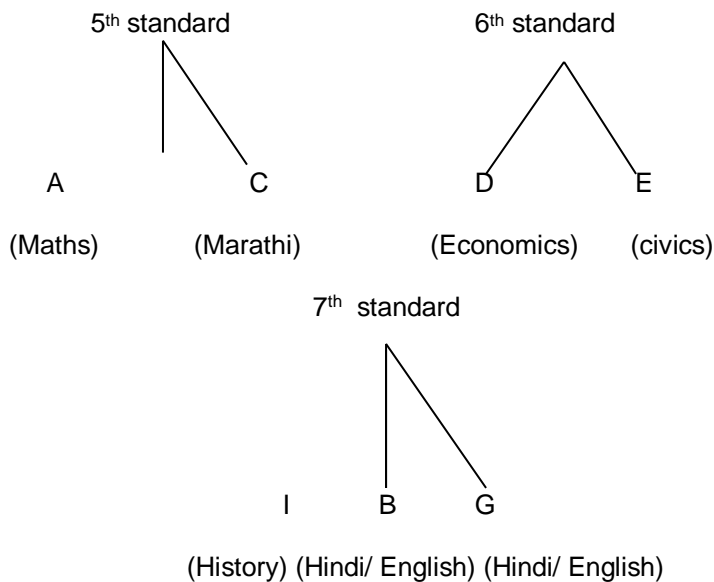 5th standard 6th standard
A C D E
(Maths) (Marathi) (Economics) (civics)
7th standard
I B G
(History) (Hindi/ English) (Hindi/ English)